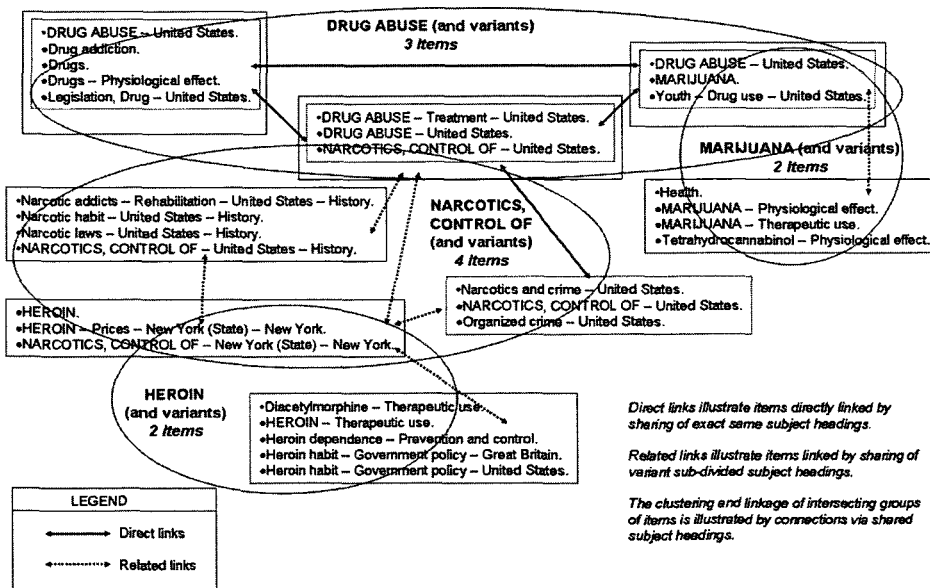 DRUG ABUSE (and variants)
3 Items
•DRUG ABUSE – United States.
•Drug addiction.
•Drugs.
•Drugs – Physiological effect.
•Legislation, Drug – United States.
•DRUG ABUSE – United States.
•MARIJUANA.
•Youth – Drug use – United States.
•DRUG ABUSE – Treatment – United States.
•DRUG ABUSE – United States.
•NARCOTICS, CONTROL OF – United States.
MARIJUANA (and variants)
2 Items
•Health.
•MARIJUANA – Physiological effect.
•MARIJUANA – Therapeutic use.
•Tetrahydrocannabinol – Physiological effect.
•Narcotic addicts – Rehabilitation – United States – History.
•Narcotic habit – United States – History.
•Narcotic laws – United States – History.
•NARCOTICS, CONTROL OF – United States – History.
NARCOTICS,
CONTROL OF
(and variants)
4 Items
•Narcotics and crime – United States.
•NARCOTICS, CONTROL OF – United States.
•Organized crime – United States.
•HEROIN.
•HEROIN – Prices – New York (State) – New York.
•NARCOTICS, CONTROL OF – New York (State) – New York.
HEROIN
(and variants)
2 Items
•Diacetylmorphine – Therapeutic use.
•HEROIN – Therapeutic use.
•Heroin dependence – Prevention and control.
•Heroin habit – Government policy – Great Britain.
•Heroin habit – Government policy – United States.
Direct links illustrate items directly linked by
sharing of exact same subject headings.
Related links illustrate items linked by sharing of
variant sub-divided subject headings.
The clustering and linkage of intersecting groups
of items is illustrated by connections via shared
subject headings.
LEGEND
Direct links
Related links